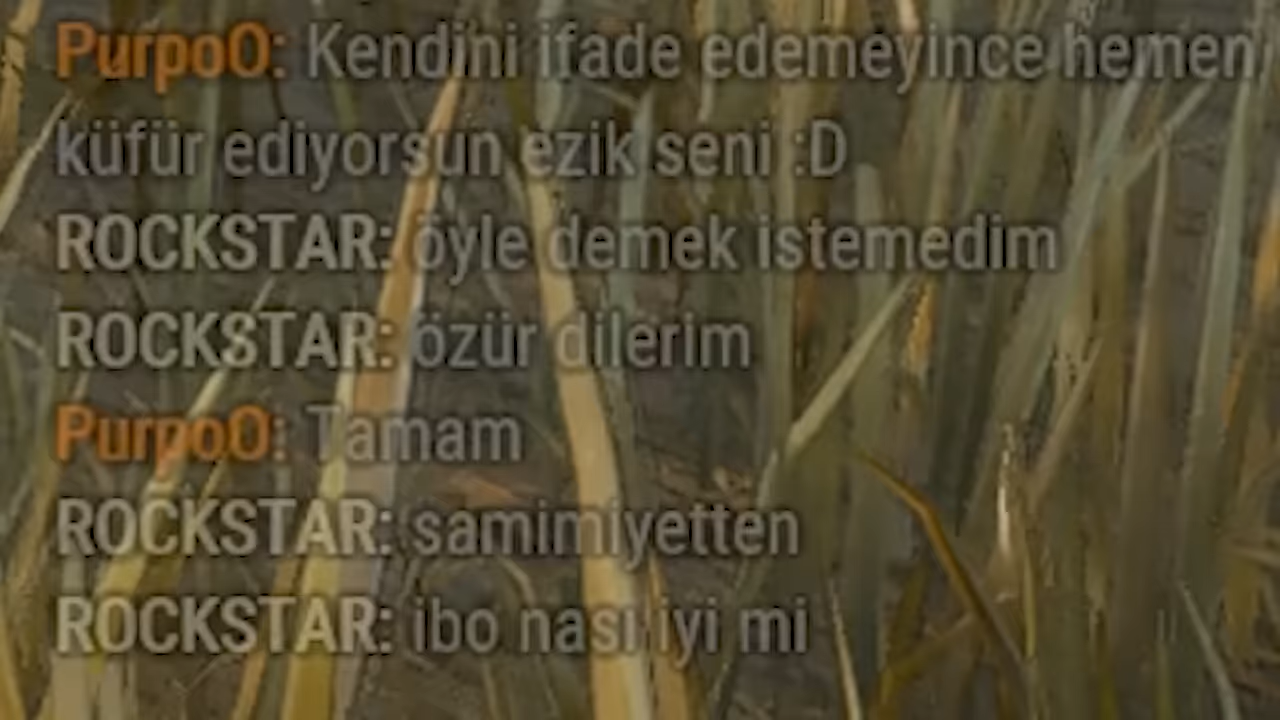 PurpoO: Kendini ifade edemeyince hemen
küfür ediyorsun ezik seni :D
ROCKSTAR: öyle demek istemedim
ROCKSTAR: özür dilerim
PurpoO: Tamam
ROCKSTAR: samimiyetten
ROCKSTAR: ibo nası iyi mi